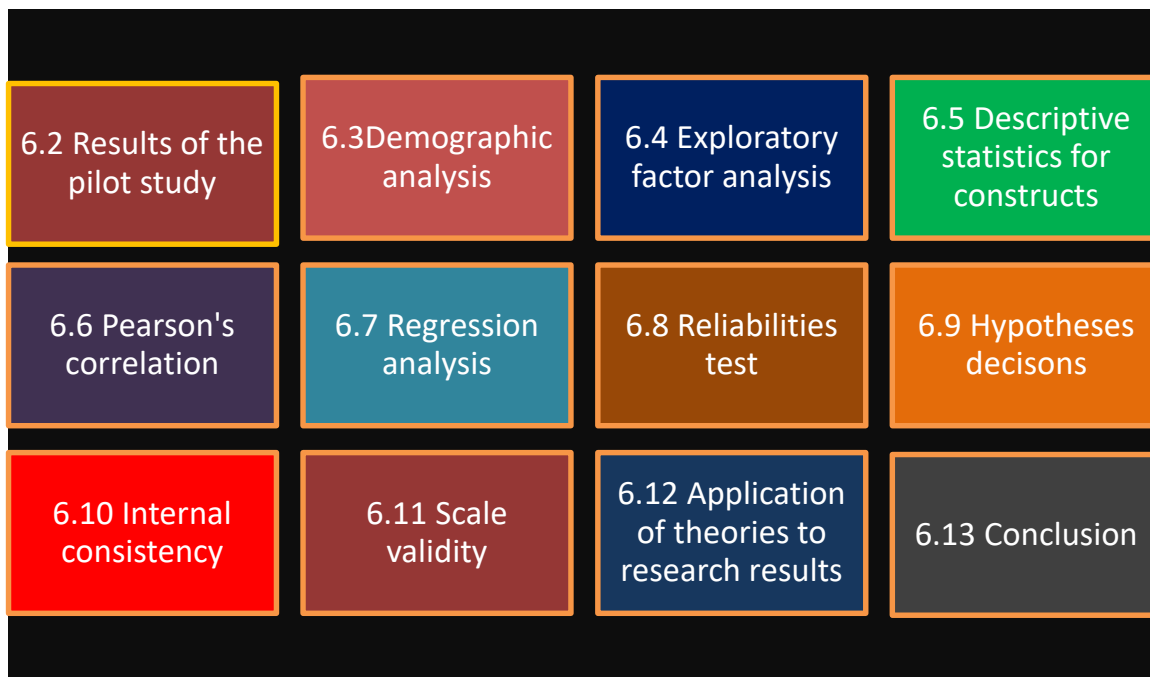 6.2 Results of the
pilot study
6.3Demographic
analysis
6.4 Exploratory
factor analysis
6.5 Descriptive
statistics for
constructs
6.6 Pearson's
correlation
6.7 Regression
analysis
6.8 Reliabilities
test
6.9 Hypotheses
decisons
6.10 Internal
consistency
6.11 Scale
validity
6.12 Application
of theories to
research results
6.13 Conclusion